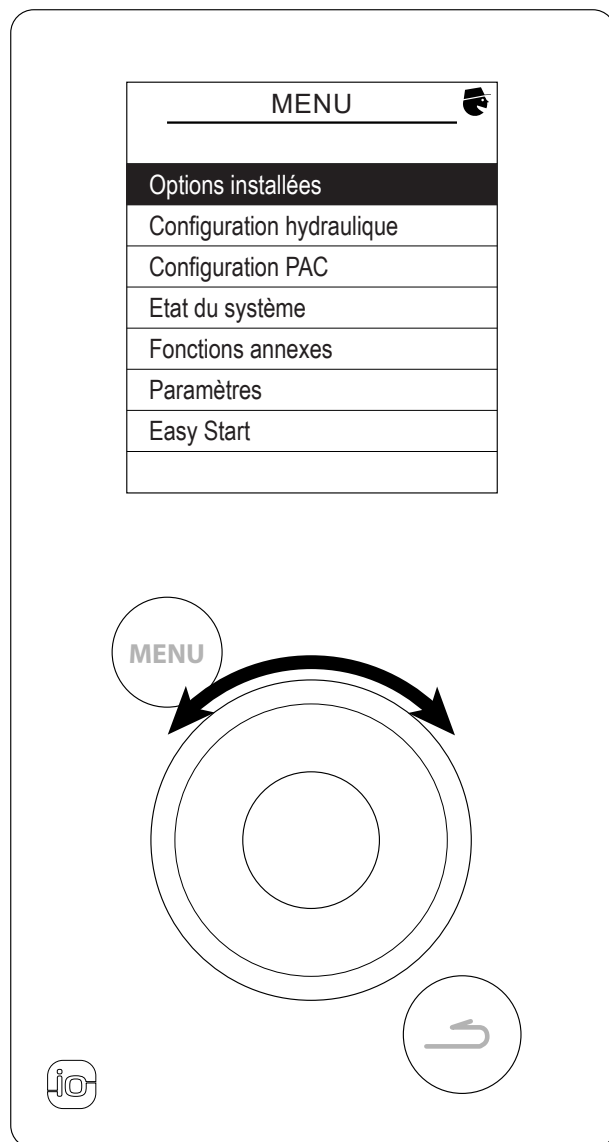 MENU
Options installées
Configuration hydraulique
Configuration PAC
Etat du système
Fonctions annexes
Paramètres
Easy Start
MENU
io